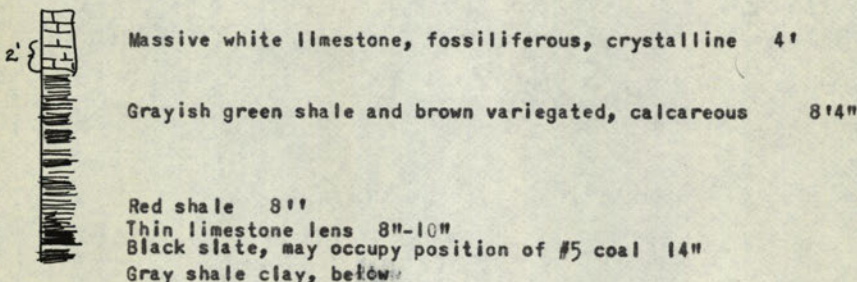 Massive white limestone, fossiliferous, crystalline 4'
2'
Grayish green shale and brown variegated, calcareous 8'4"
Red shale 8''
Thin limestone lens 8"-10"
Black slate, may occupy position of #5 coal 14"
Gray shale clay, below